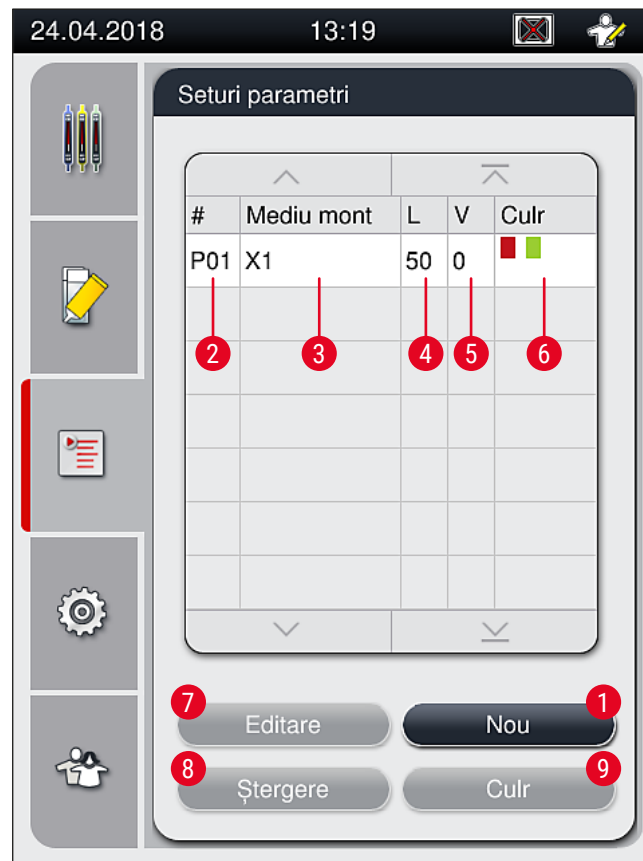 24.04.2018 13:19
Seturi parametri
# Mediu mont L V Culr
P01 X1 50 0
2 3 4 5 6
7 1
Editare Nou
8 9
Ștergere Culr